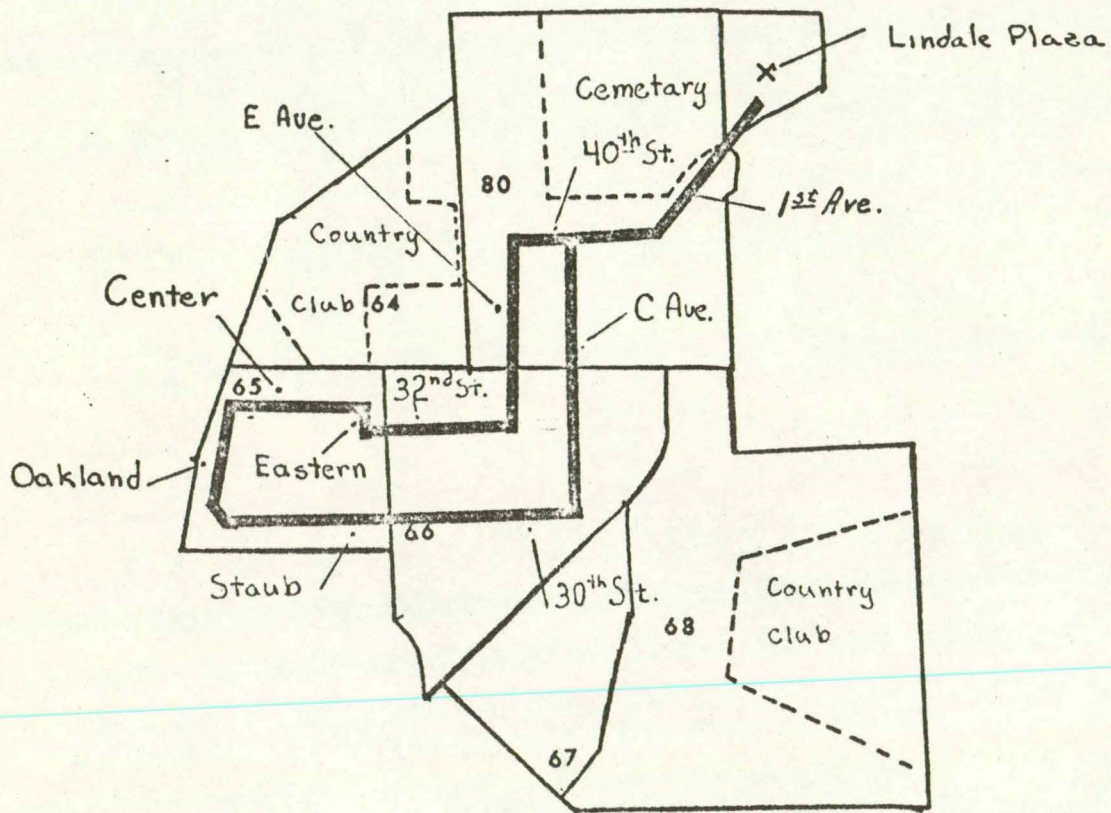 Lindale Plaza
Cemetary
E Ave.
40th St.
80
1st Ave.
Country
Club
64
Center
C Ave.
65
32nd St.
Oakland
Eastern
66
Staub
30th St.
68
Country
Club
67